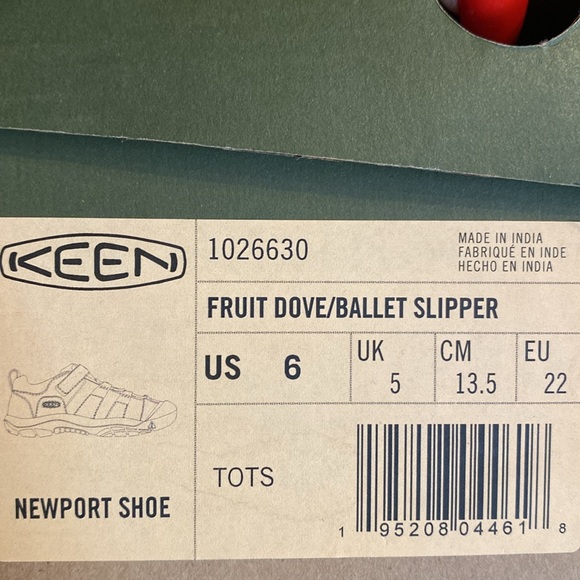 KEEN
1026630
MADE IN INDIA
FABRIQUÉ EN INDE
HECHO EN INDIA
FRUIT DOVE/BALLET SLIPPER
US 6
UK 5
CM 13.5
EU 22
KEEN
NEWPORT SHOE
TOTS
1 95208 04461 8